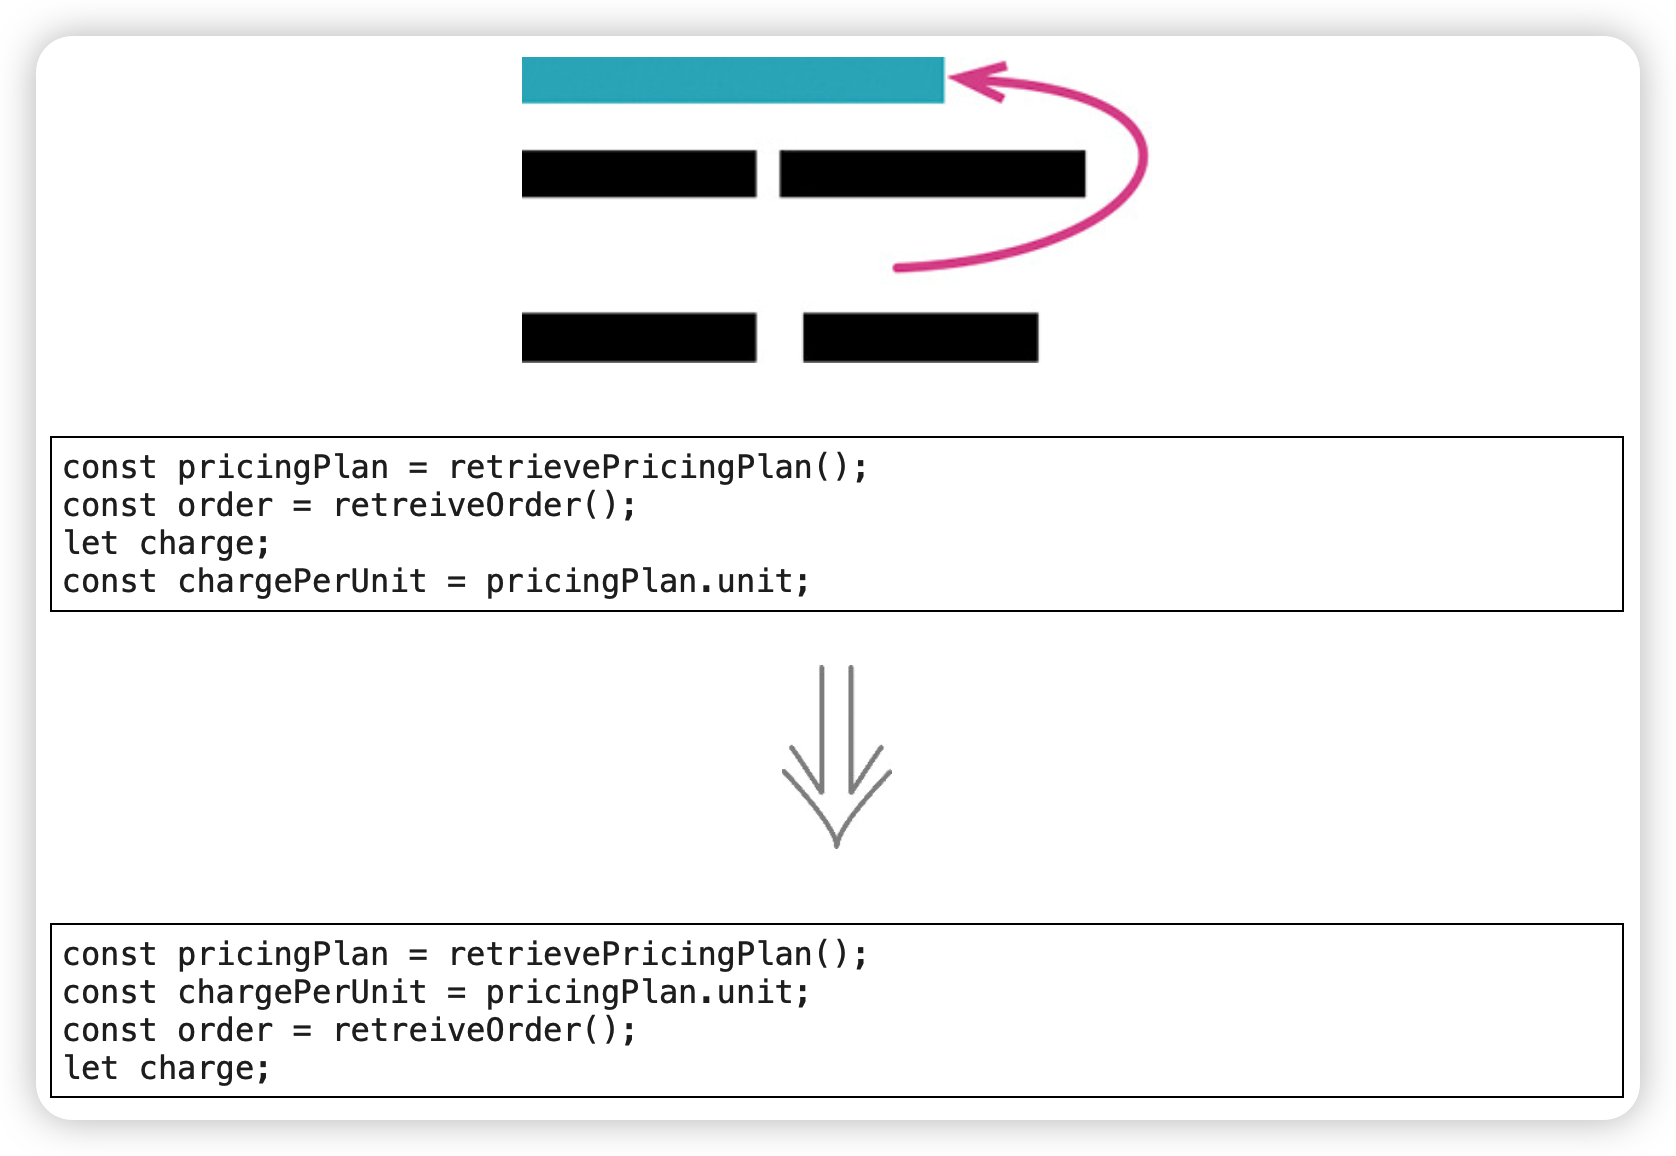 const pricingPlan = retrievePricingPlan();
const order = retreiveOrder();
let charge;
const chargePerUnit = pricingPlan.unit;
const pricingPlan = retrievePricingPlan();
const chargePerUnit = pricingPlan.unit;
const order = retreiveOrder();
let charge;